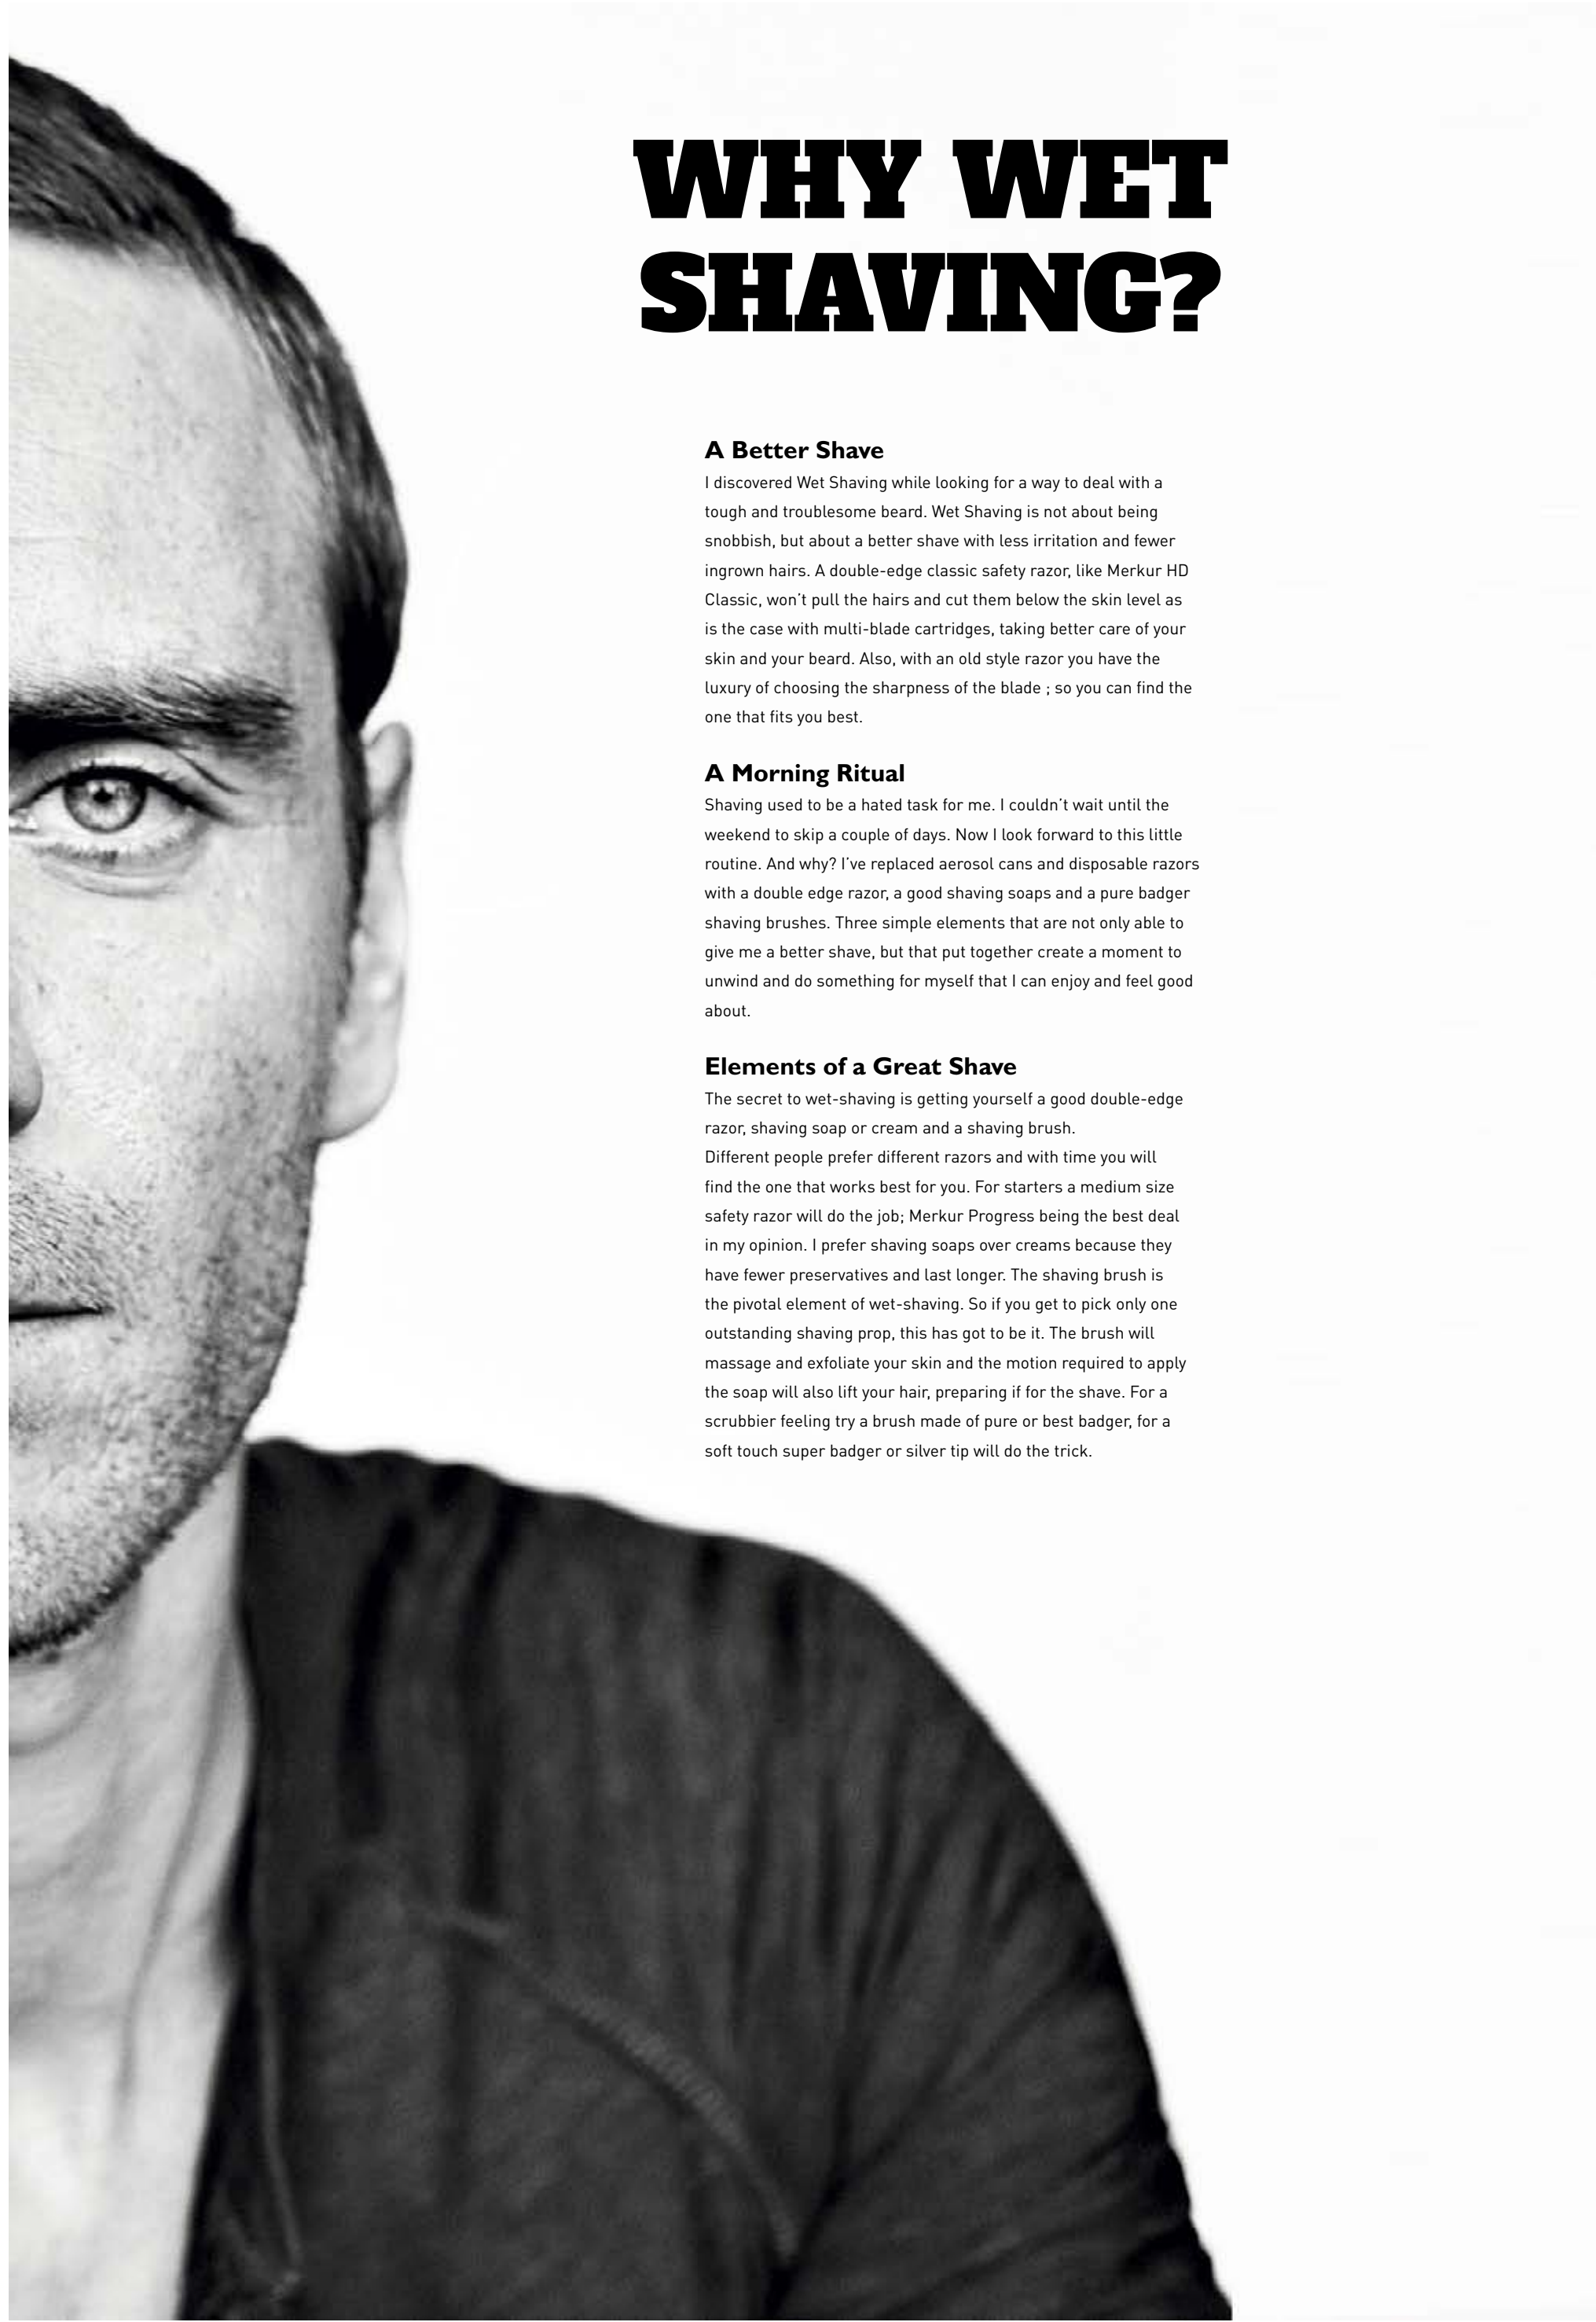 WHY WET
SHAVING?
A Better Shave
I discovered Wet Shaving while looking for a way to deal with a
tough and troublesome beard. Wet Shaving is not about being
snobbish, but about a better shave with less irritation and fewer
ingrown hairs. A double-edge classic safety razor, like Merkur HD
Classic, won't pull the hairs and cut them below the skin level as
is the case with multi-blade cartridges, taking better care of your
skin and your beard. Also, with an old style razor you have the
luxury of choosing the sharpness of the blade ; so you can find the
one that fits you best.
A Morning Ritual
Shaving used to be a hated task for me. I couldn't wait until the
weekend to skip a couple of days. Now I look forward to this little
routine. And why? I've replaced aerosol cans and disposable razors
with a double edge razor, a good shaving soaps and a pure badger
shaving brushes. Three simple elements that are not only able to
give me a better shave, but that put together create a moment to
unwind and do something for myself that I can enjoy and feel good
about.
Elements of a Great Shave
The secret to wet-shaving is getting yourself a good double-edge
razor, shaving soap or cream and a shaving brush.
Different people prefer different razors and with time you will
find the one that works best for you. For starters a medium size
safety razor will do the job; Merkur Progress being the best deal
in my opinion. I prefer shaving soaps over creams because they
have fewer preservatives and last longer. The shaving brush is
the pivotal element of wet-shaving. So if you get to pick only one
outstanding shaving prop, this has got to be it. The brush will
massage and exfoliate your skin and the motion required to apply
the soap will also lift your hair, preparing if for the shave. For a
scrubbier feeling try a brush made of pure or best badger, for a
soft touch super badger or silver tip will do the trick.